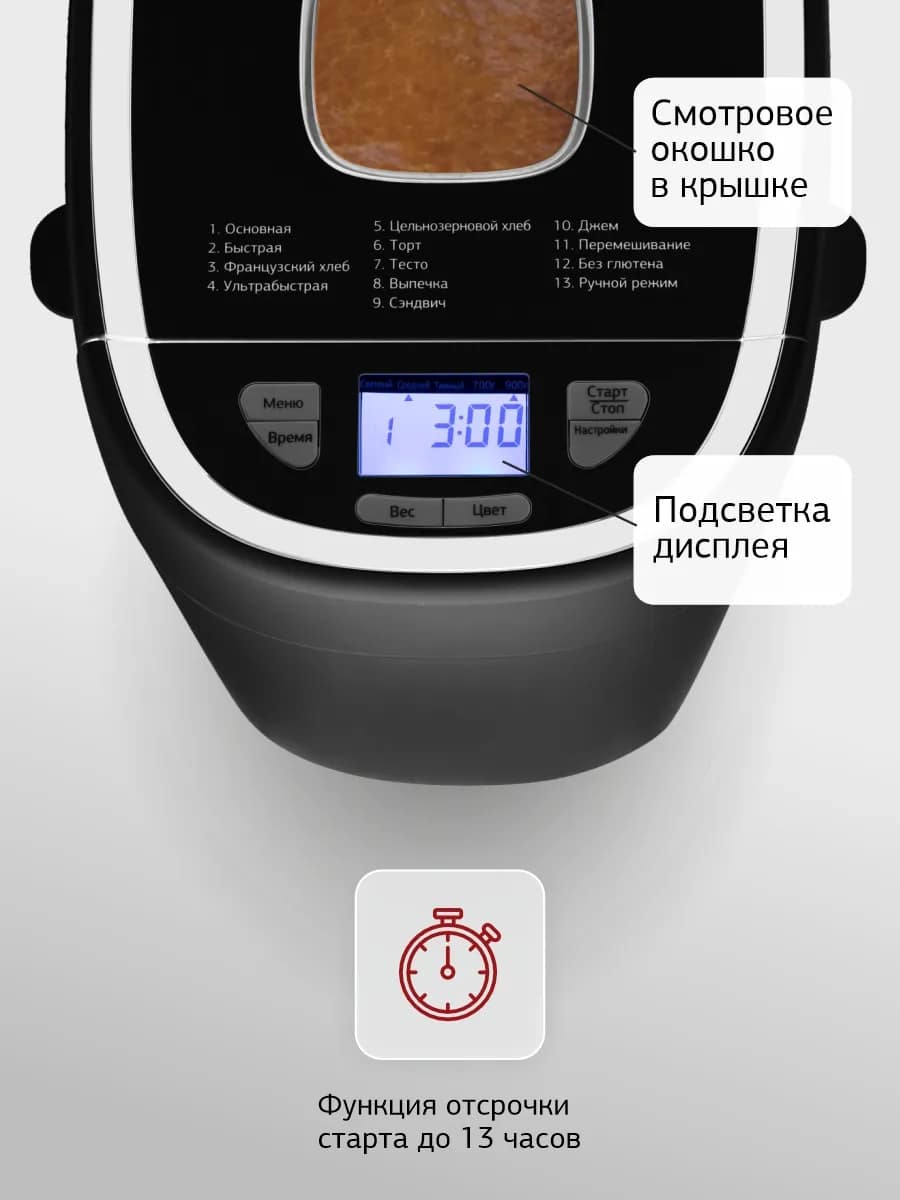 Смотровое
окошко
в крышке
1. Основная
2. Быстрая
3. Французский хлеб
4. Ультрабыстрая
5. Цельнозерновой хлеб
6. Торт
7. Тесто
8. Выпечка
9. Сэндвич
10. Джем
11. Перемешивание
12. Без глютена
13. Ручной режим
Меню
Время
Светлый Средний Темный 700г 900г
1 3:00
Старт
Стоп
Настройки
Вес Цвет
Подсветка
дисплея
Функция отсрочки
старта до 13 часов